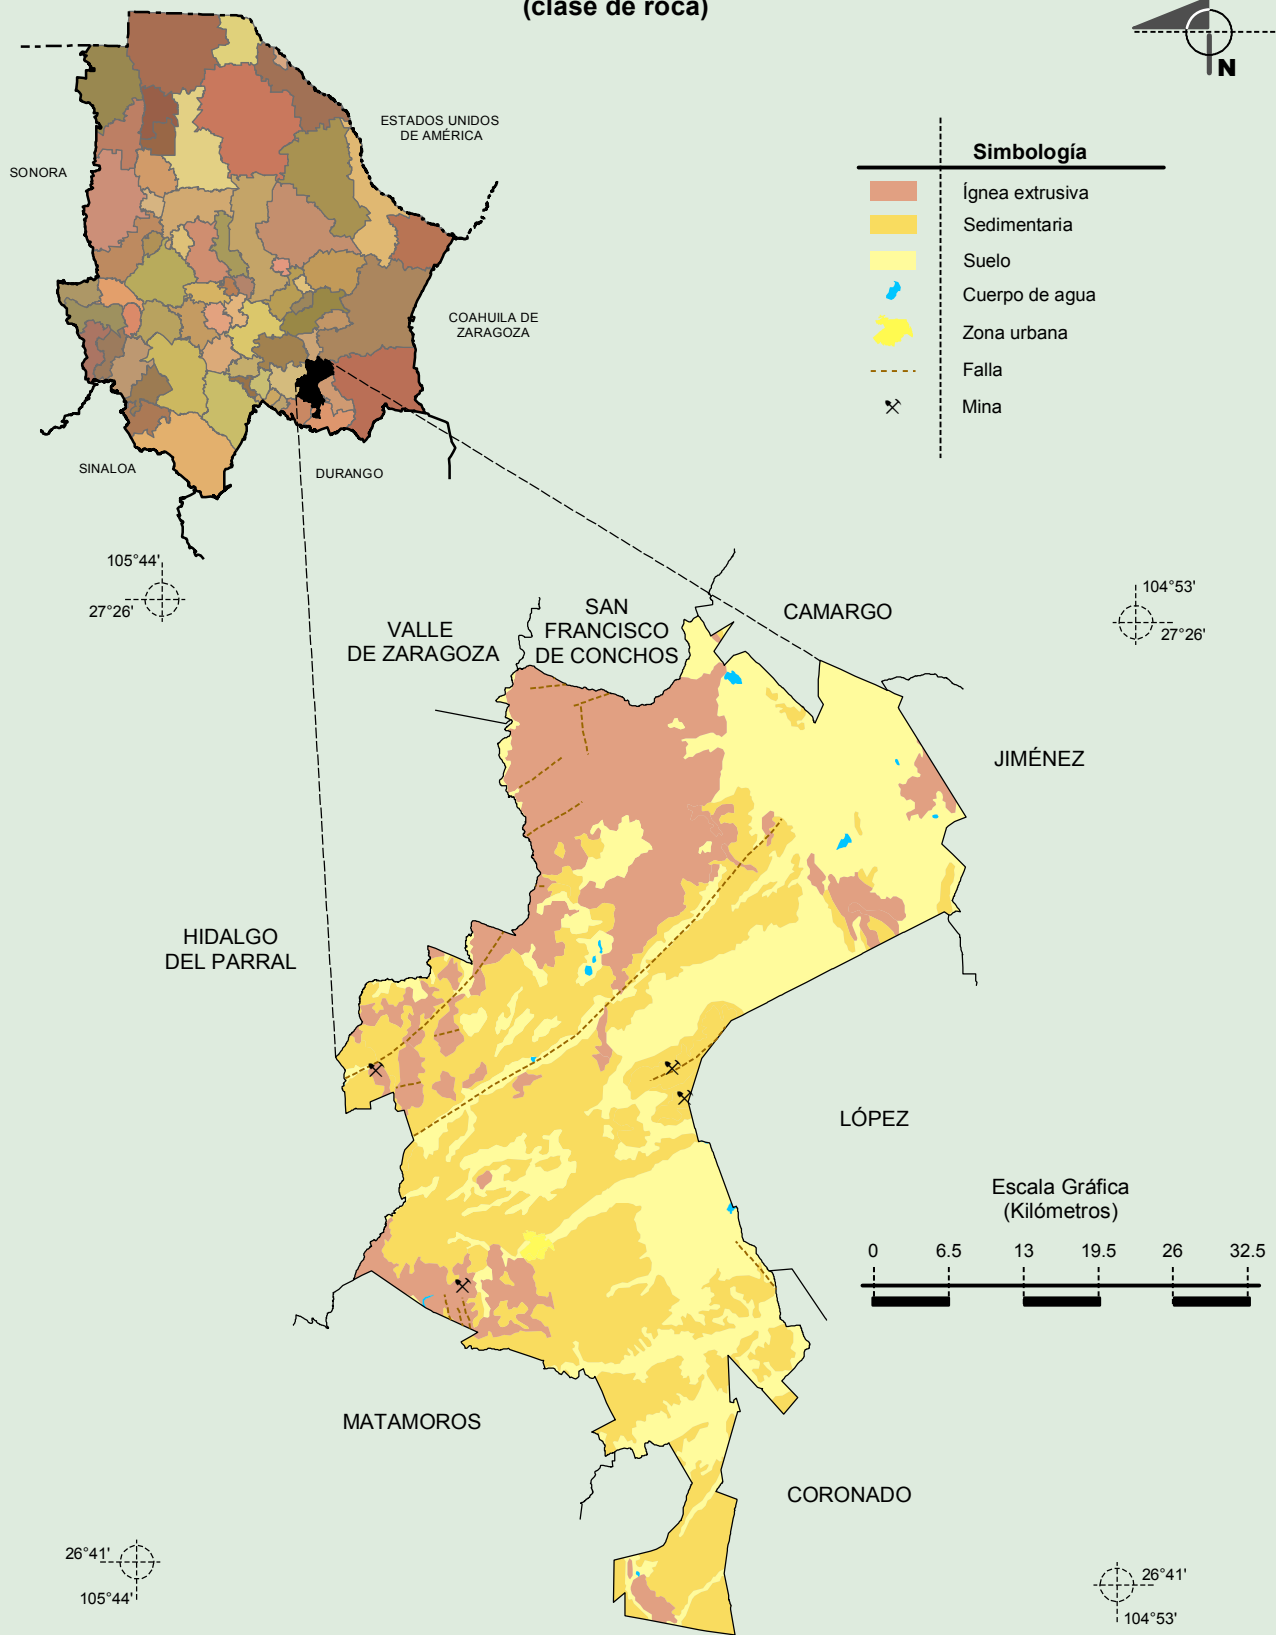 (clase de roca)
N
ESTADOS UNIDOS
DE AMÉRICA
SONORA
COAHUILA DE
ZARAGOZA
SINALOA
DURANGO
Simbología
Ígnea extrusiva
Sedimentaria
Suelo
Cuerpo de agua
Zona urbana
Falla
Mina
105°44'
27°26'
104°53'
27°26'
VALLE
DE ZARAGOZA
SAN
FRANCISCO
DE CONCHOS
CAMARGO
JIMÉNEZ
HIDALGO
DEL PARRAL
LÓPEZ
Escala Gráfica
(Kilómetros)
0 6.5 13 19.5 26 32.5
MATAMOROS
CORONADO
26°41'
105°44'
26°41'
104°53'